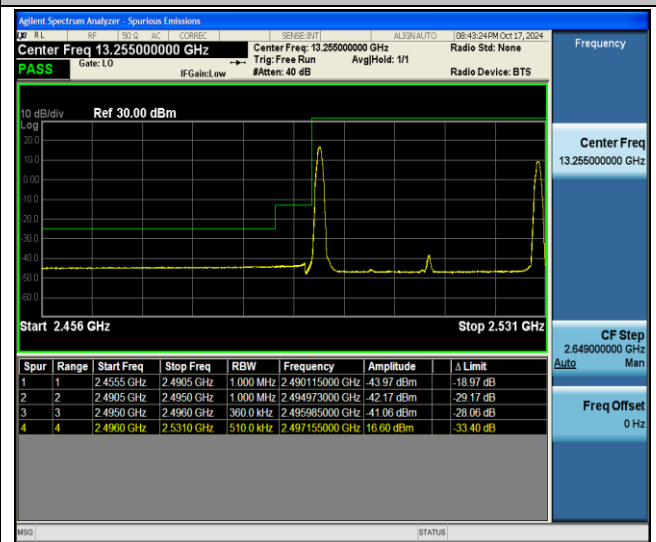 Agilent Spectrum Analyzer - Spurious Emissions
RL RF 50 Ω AC CORREC SENSE:INT ALIGN AUTO 08:43:24PM Oct 17, 2024
Center Freq 13.255000000 GHz
Center Freq: 13.255000000 GHz Radio Std: None
Gate: LO Trig: Free Run Avg|Hold: 1/1
PASS IFGain:Low #Atten: 40 dB Radio Device: BTS
10 dB/div Ref 30.00 dBm
Log
20.0
10.0
0.00
-10.0
-20.0
-30.0
-40.0
-50.0
-60.0
Start 2.456 GHz Stop 2.531 GHz
Spur Range Start Freq Stop Freq RBW Frequency Amplitude Δ Limit
1 1 2.4555 GHz 2.4905 GHz 1.000 MHz 2.490115000 GHz -43.97 dBm -18.97 dB
2 2 2.4905 GHz 2.4950 GHz 1.000 MHz 2.494973000 GHz -42.17 dBm -29.17 dB
3 3 2.4950 GHz 2.4960 GHz 360.0 kHz 2.495985000 GHz -41.06 dBm -28.06 dB
4 4 2.4960 GHz 2.5310 GHz 510.0 kHz 2.497155000 GHz 16.60 dBm -33.40 dB
MSG STATUS
Frequency
Center Freq
13.255000000 GHz
CF Step
2.649000000 GHz
Auto Man
Freq Offset
0 Hz